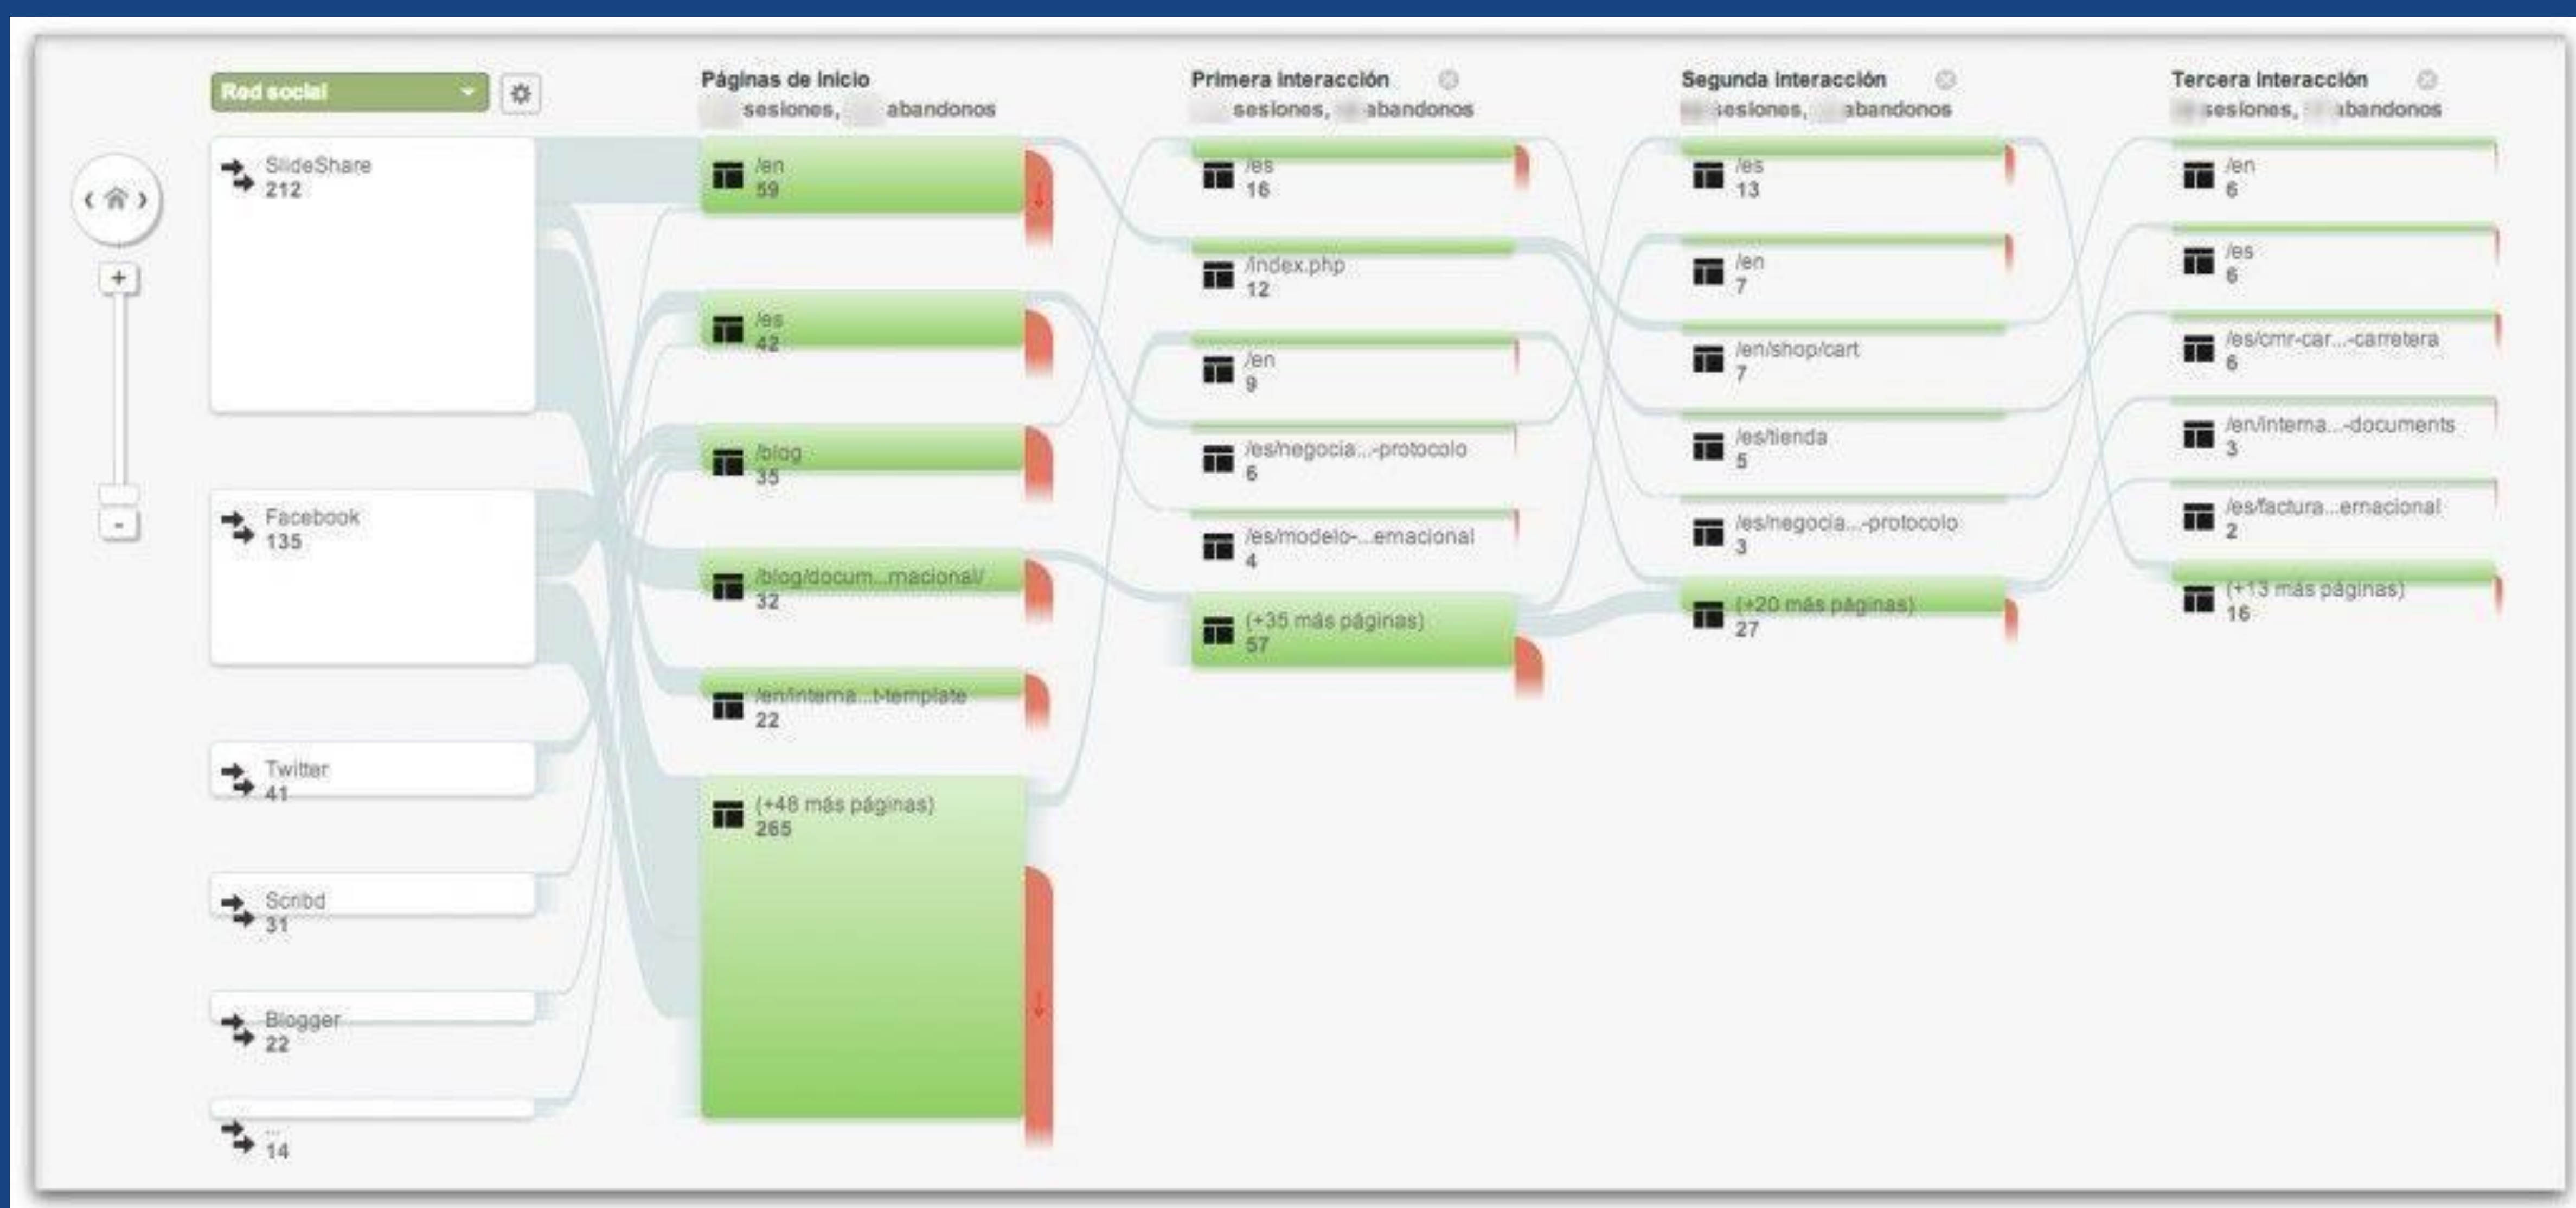 Red social
SlideShare
212
Facebook
135
Twitter
41
Scribd
31
Blogger
22
...
14
+
-
Páginas de inicio
sesiones, abandonos
/en
59
/es
42
/blog
35
/blog/docum...rnacional/
32
/en/interna...t-template
22
(+48 más páginas)
265
Primera interacción
sesiones, abandonos
/es
16
/index.php
12
/en
9
/es/negocia...-protocolo
6
/es/modelo-...ernacional
4
(+35 más páginas)
57
Segunda interacción
sesiones, abandonos
/es
13
/en
7
/en/shop/cart
7
/es/tienda
5
/es/negocia...-protocolo
3
(+20 más páginas)
27
Tercera interacción
sesiones, abandonos
/en
6
/es
6
/es/cmr-car...-carretera
6
/en/interna...-documents
3
/es/factura...ernacional
2
(+13 más páginas)
16